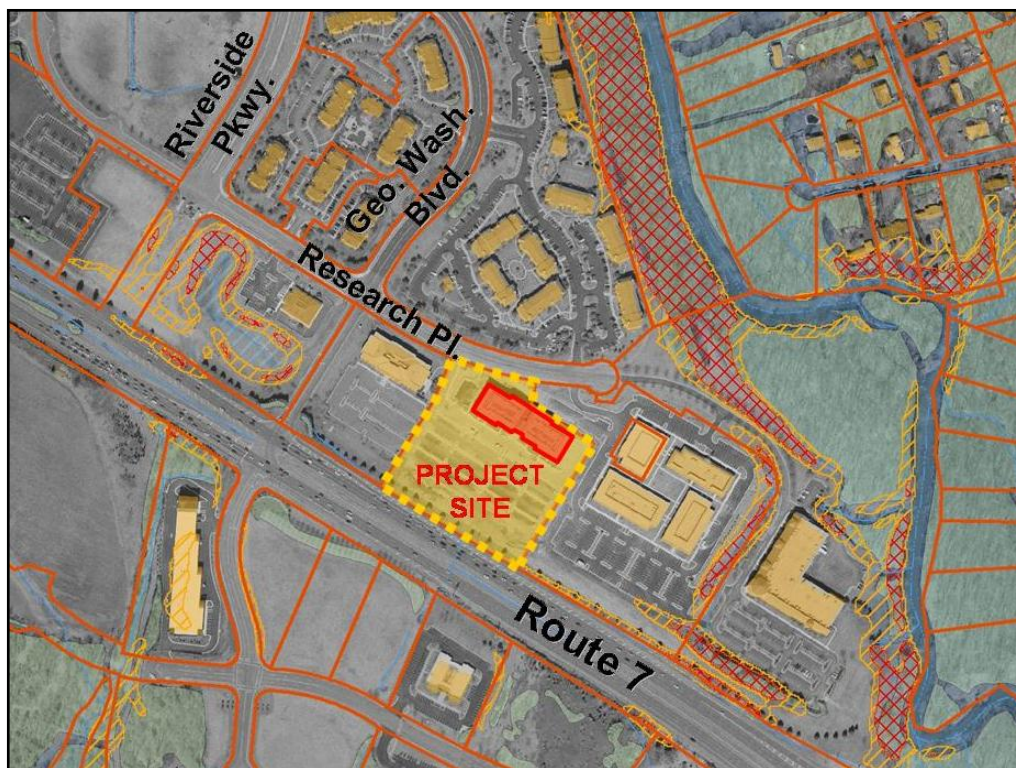 Riverside
Pkwy.
Geo. Wash.
Blvd.
Research Pl.
PROJECT
SITE
Route 7